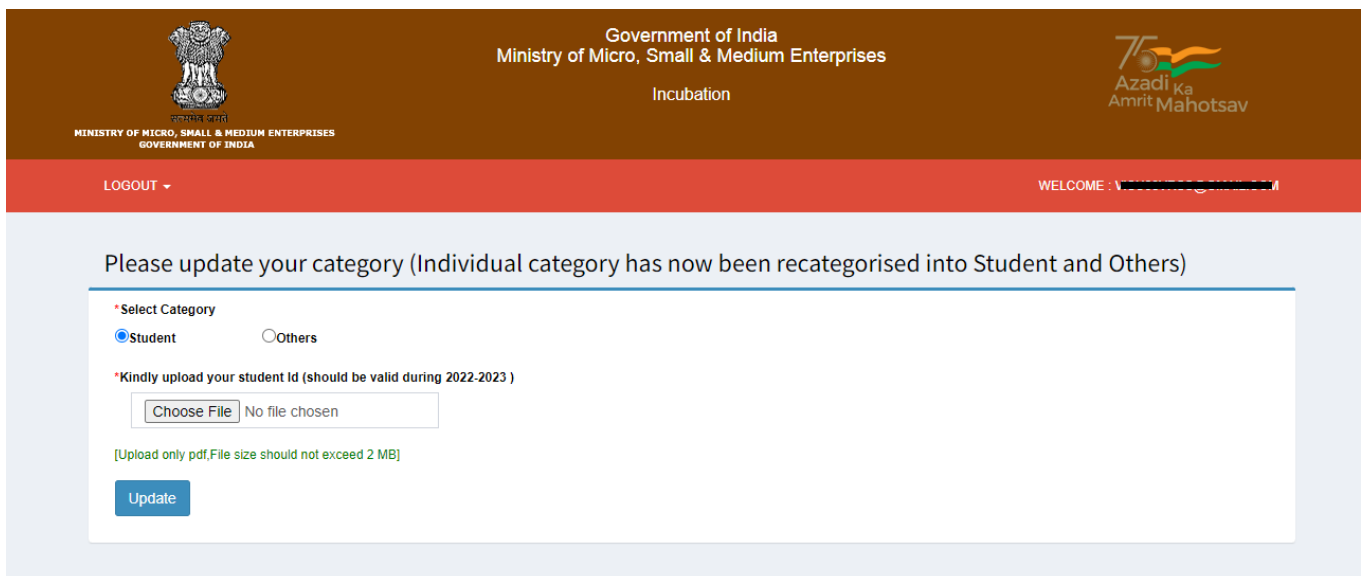 Government of India
Ministry of Micro, Small & Medium Enterprises
Incubation
सत्यमेव जयते
MINISTRY OF MICRO, SMALL & MEDIUM ENTERPRISES
GOVERNMENT OF INDIA
75
Azadi Ka
Amrit Mahotsav
LOGOUT
WELCOME :
Please update your category (Individual category has now been recategorised into Student and Others)
*Select Category
Student Others
*Kindly upload your student Id (should be valid during 2022-2023 )
Choose File No file chosen
[Upload only pdf,File size should not exceed 2 MB]
Update